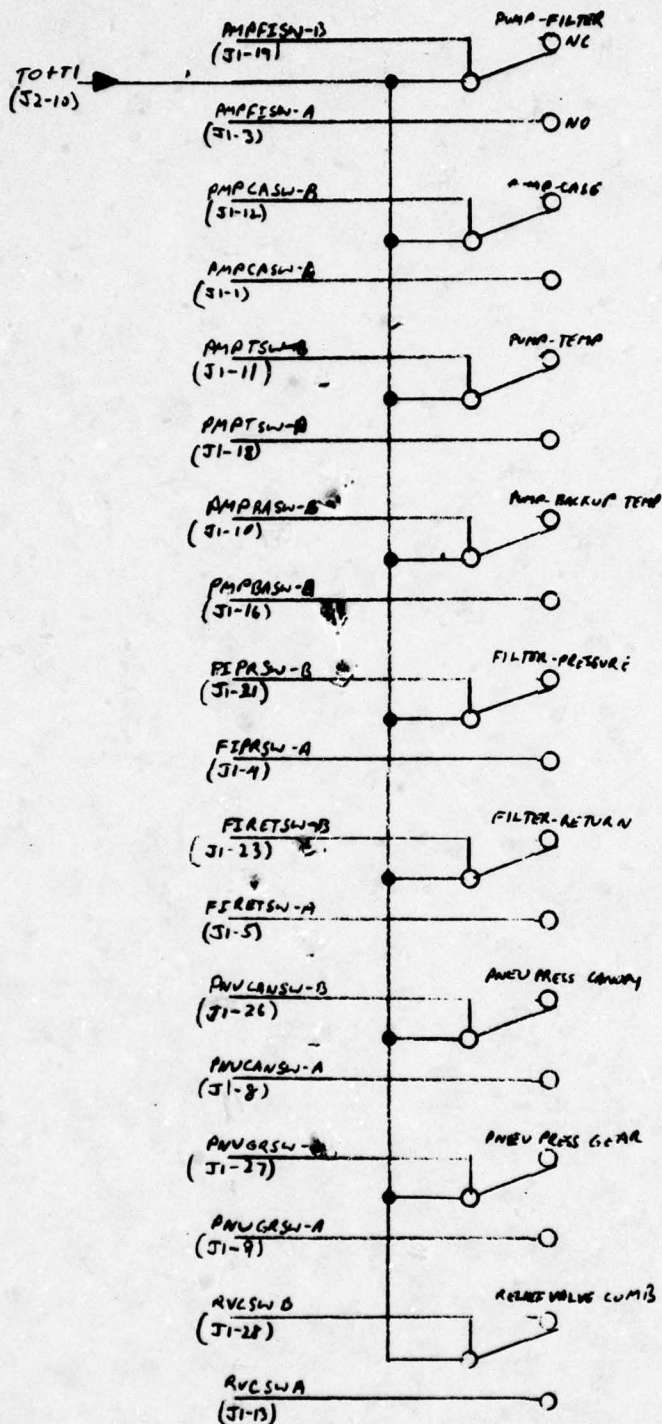 PMPFISW-B
(J1-19)
PUMP-FILTER
NC
T0+T1
(J2-10)
PMPFISW-A
(J1-3)
NO
PMPCASW-B
(J1-12)
PUMP-CASE
PMPCASW-A
(J1-1)
PMPTSW-B
(J1-11)
PUMP-TEMP
PMPTSW-A
(J1-18)
PMPBASW-B
(J1-10)
PUMP-BACKUP TEMP
PMPBASW-B
(J1-16)
FIPRSW-B
(J1-21)
FILTER-PRESSURE
FIPRSW-A
(J1-4)
FIRETSW-B
(J1-23)
FILTER-RETURN
FIRETSW-A
(J1-5)
PNUCANSW-B
(J1-26)
PNEU PRESS CANOPY
PNUCANSW-A
(J1-8)
PNUGRSW-
(J1-27)
PNEU PRESS GEAR
PNUGRSW-A
(J1-9)
RVCSW B
(J1-28)
RELIEF VALVE COMB
RVCSWA
(J1-13)